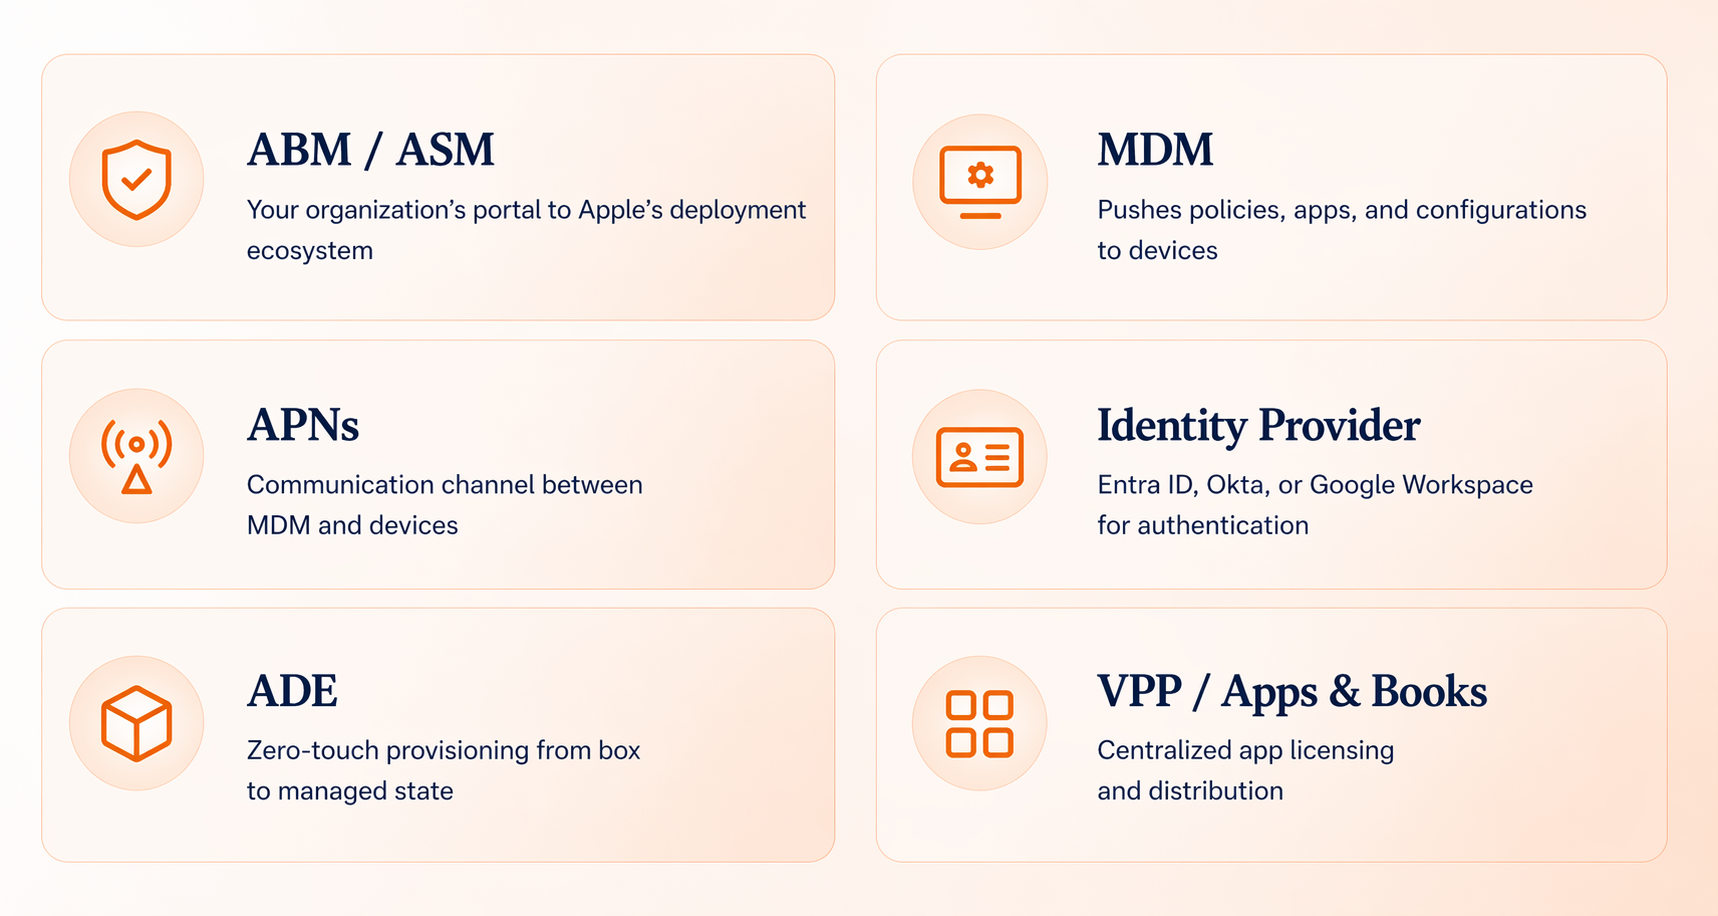 ABM / ASM
Your organization’s portal to Apple’s deployment
ecosystem
MDM
Pushes policies, apps, and configurations
to devices
APNs
Communication channel between
MDM and devices
Identity Provider
Entra ID, Okta, or Google Workspace
for authentication
ADE
Zero-touch provisioning from box
to managed state
VPP / Apps & Books
Centralized app licensing
and distribution